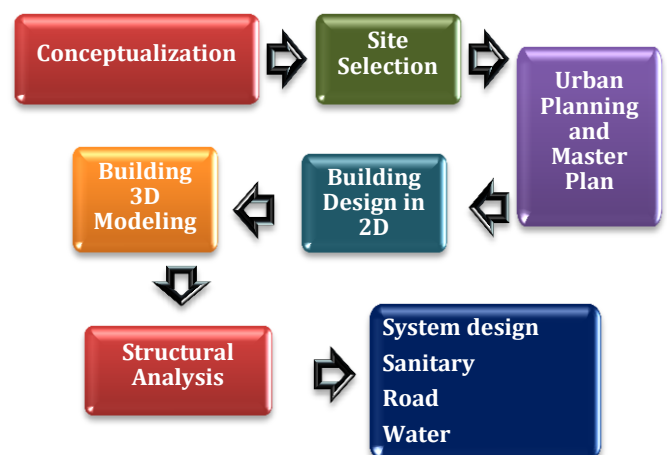 Conceptualization
Site
Selection
Urban
Planning
and
Master
Plan
Building
Design in
2D
Building
3D
Modeling
Structural
Analysis
System design
Sanitary
Road
Water